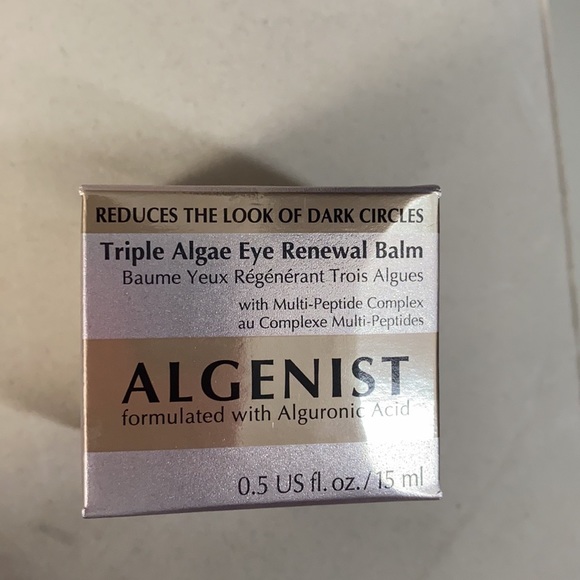 REDUCES THE LOOK OF DARK CIRCLES
Triple Algae Eye Renewal Balm
Baume Yeux Régénérant Trois Algues
with Multi-Peptide Complex
au Complexe Multi-Peptides
ALGENIST
formulated with Alguronic Acid
0.5 US fl. oz. / 15 ml